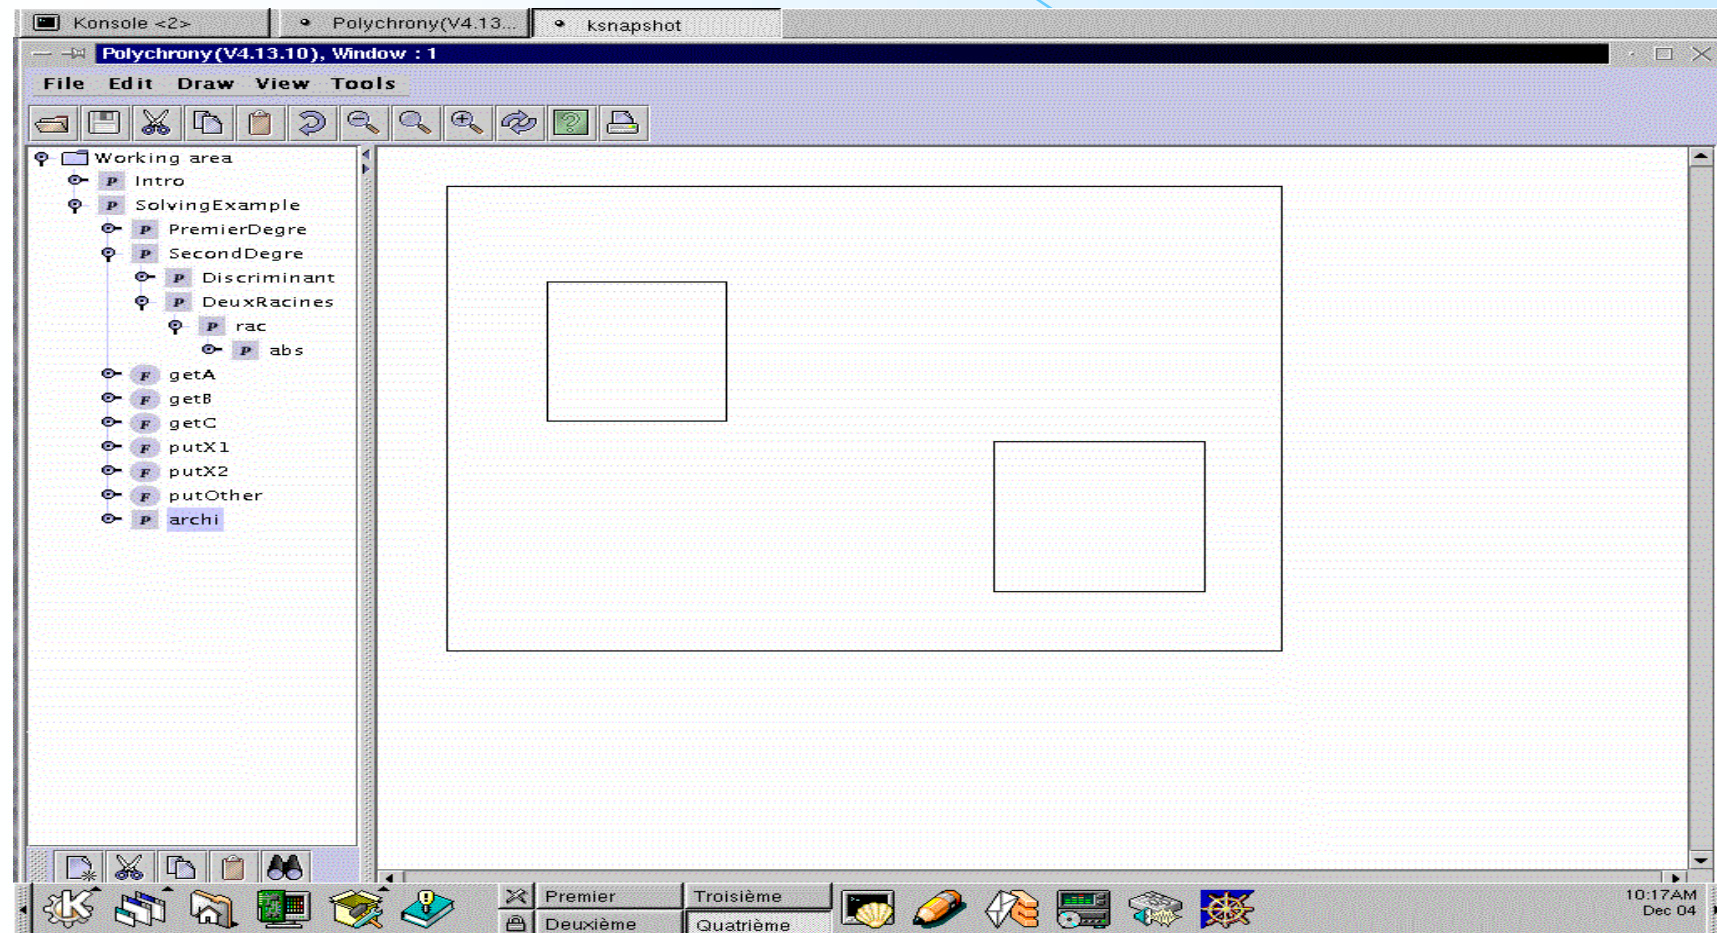 Konsole <2>
Polychrony(V4.13...
ksnapshot
Polychrony(V4.13.10), Window : 1
File Edit Draw View Tools
Working area
P Intro
P SolvingExample
P PremierDegre
P SecondDegre
P Discriminant
P DeuxRacines
P rac
P abs
F getA
F getB
F getC
F putX1
F putX2
F putOther
P archi
Premier
Troisième
Deuxième
Quatrième
10:17AM
Dec 04